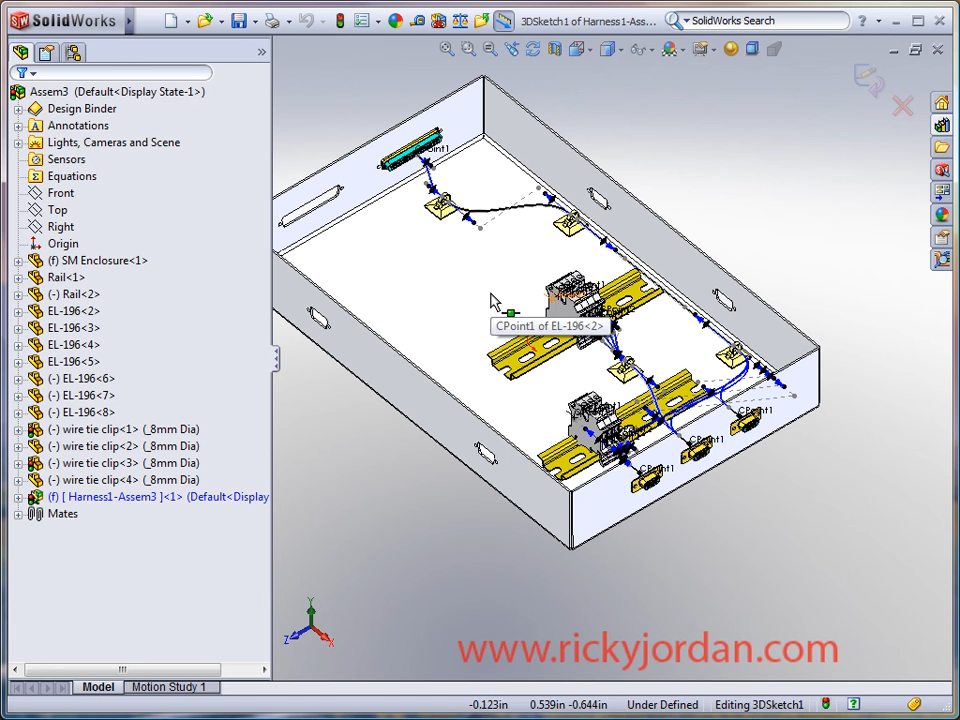 SolidWorks
3DSketch1 of Harness1-Ass...
SolidWorks Search
Assem3 (Default<Display State-1>)
Design Binder
Annotations
Lights, Cameras and Scene
Sensors
Equations
Front
Top
Right
Origin
(f) SM Enclosure<1>
Rail<1>
(-) Rail<2>
EL-196<2>
EL-196<3>
EL-196<4>
EL-196<5>
(-) EL-196<6>
(-) EL-196<7>
(-) EL-196<8>
(-) wire tie clip<1> (.8mm Dia)
(-) wire tie clip<2> (.8mm Dia)
(-) wire tie clip<3> (.8mm Dia)
(-) wire tie clip<4> (.8mm Dia)
(f) [ Harness1-Assem3 ]<1> (Default<Display
Mates
CPoint1 of EL-196<2>
CPoint1
CPoint1
CPoint1
Y
Z
X
www.rickyjordan.com
Model
Motion Study 1
-0.123in
0.539in
-0.644in
Under Defined
Editing 3DSketch1